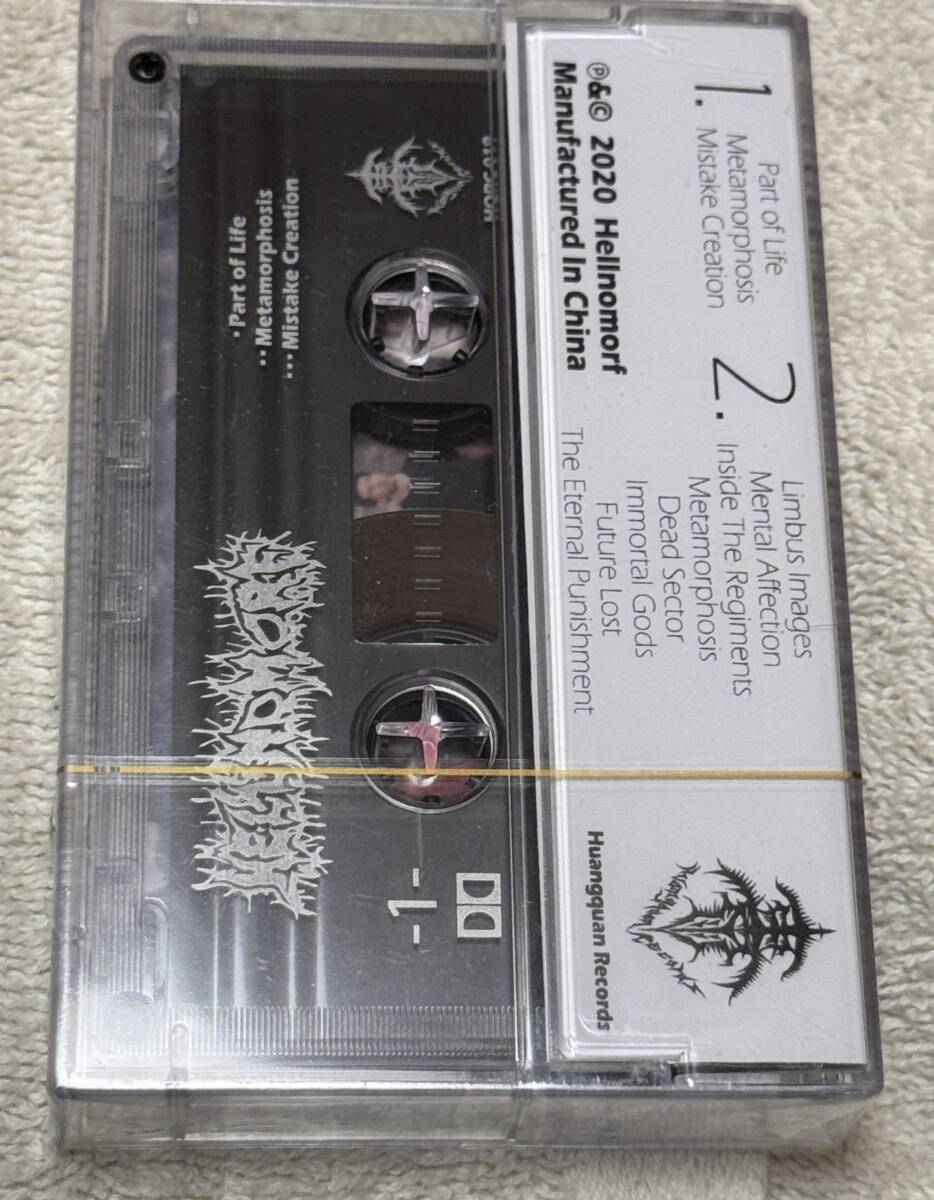 1.
Part of Life
Metamorphosis
Mistake Creation
2.
Limbus Images
Mental Affection
Inside The Regiments
Metamorphosis
Dead Sector
Immortal Gods
Future Lost
The Eternal Punishment
℗&© 2020 Hellnomorf
Manufactured In China
Huangquan Records
· Part of Life
·· Metamorphosis
··· Mistake Creation
-1-